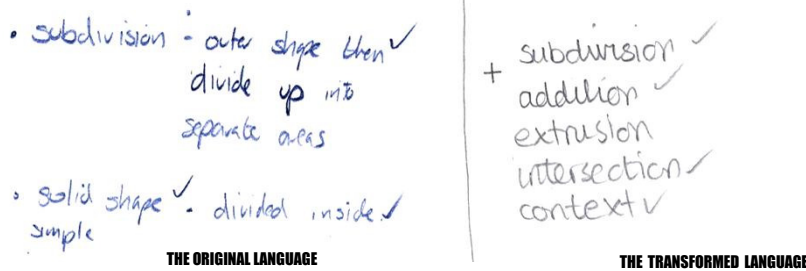 • subdivision - outer shape then ✓
divide up into
separate areas
• solid shape ✓ - divided inside ✓
simple
THE ORIGINAL LANGUAGE
+ subdivision ✓
addition ✓
extrusion
intersection ✓
context ✓
THE TRANSFORMED LANGUAGE